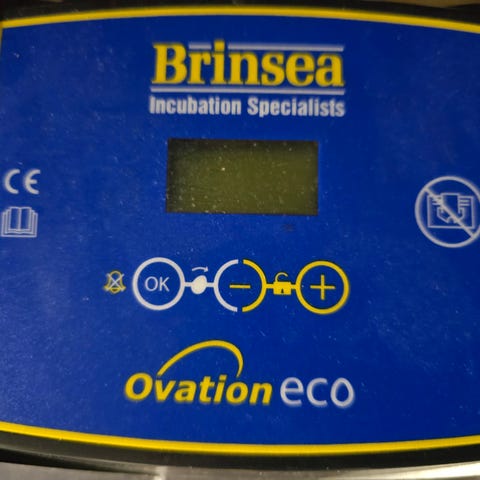 Brinsea
Incubation Specialists
CE
OK
Ovation eco